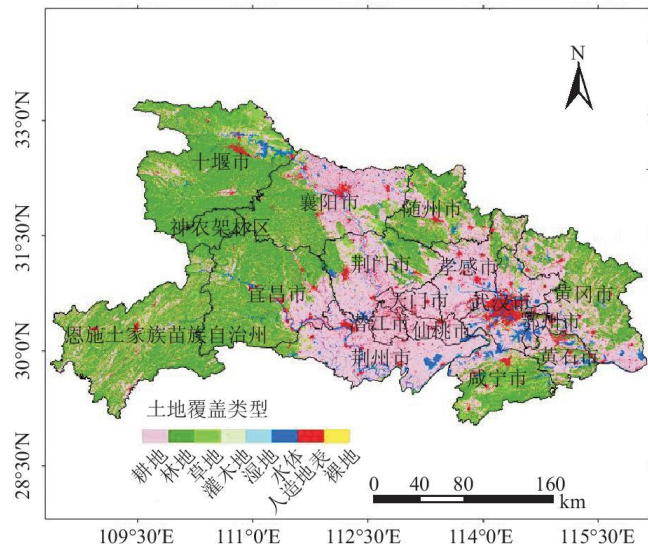 N
33°0′N
31°30′N
30°0′N
28°30′N
十堰市
襄阳市
随州市
神农架林区
荆门市
孝感市
宜昌市
天门市
武汉市
黄冈市
恩施土家族苗族自治州
潜江市
仙桃市
鄂州市
荆州市
黄石市
咸宁市
土地覆盖类型
耕地
林地
草地
灌木地
湿地
水体
人造地表
裸地
0 40 80 160
km
109°30′E 111°0′E 112°30′E 114°0′E 115°30′E